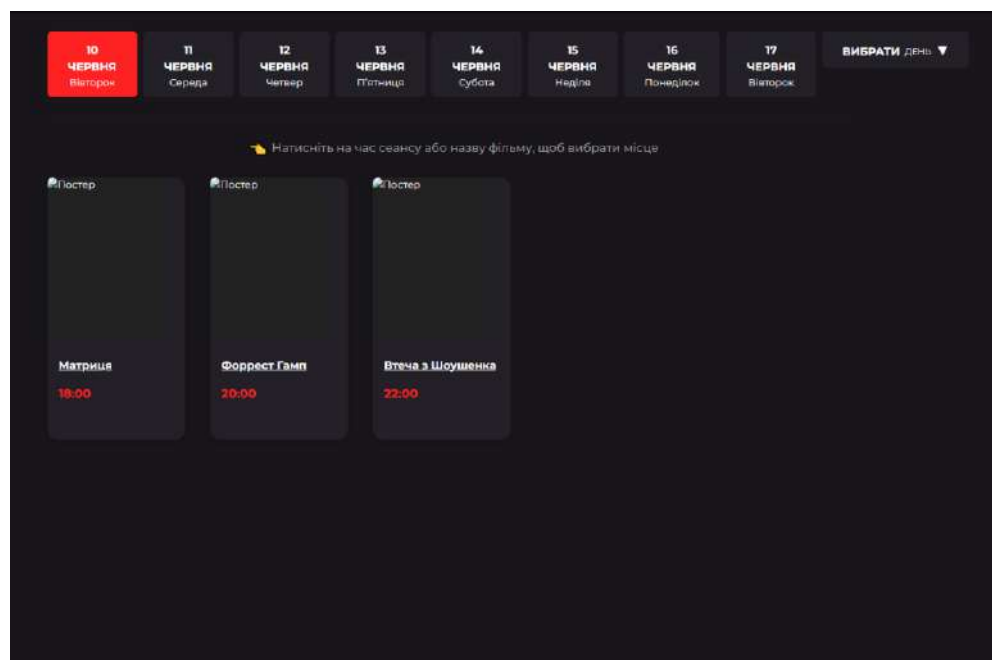 10
ЧЕРВНЯ
Вівторок
11
ЧЕРВНЯ
Середа
12
ЧЕРВНЯ
Четвер
13
ЧЕРВНЯ
П'ятниця
14
ЧЕРВНЯ
Субота
15
ЧЕРВНЯ
Неділя
16
ЧЕРВНЯ
Понеділок
17
ЧЕРВНЯ
Вівторок
ВИБРАТИ ДЕНЬ ▼
👈 Натисніть на час сеансу або назву фільму, щоб вибрати місце
Постер
Матриця
18:00
Постер
Форрест Гамп
20:00
Постер
Втеча з Шоушенка
22:00